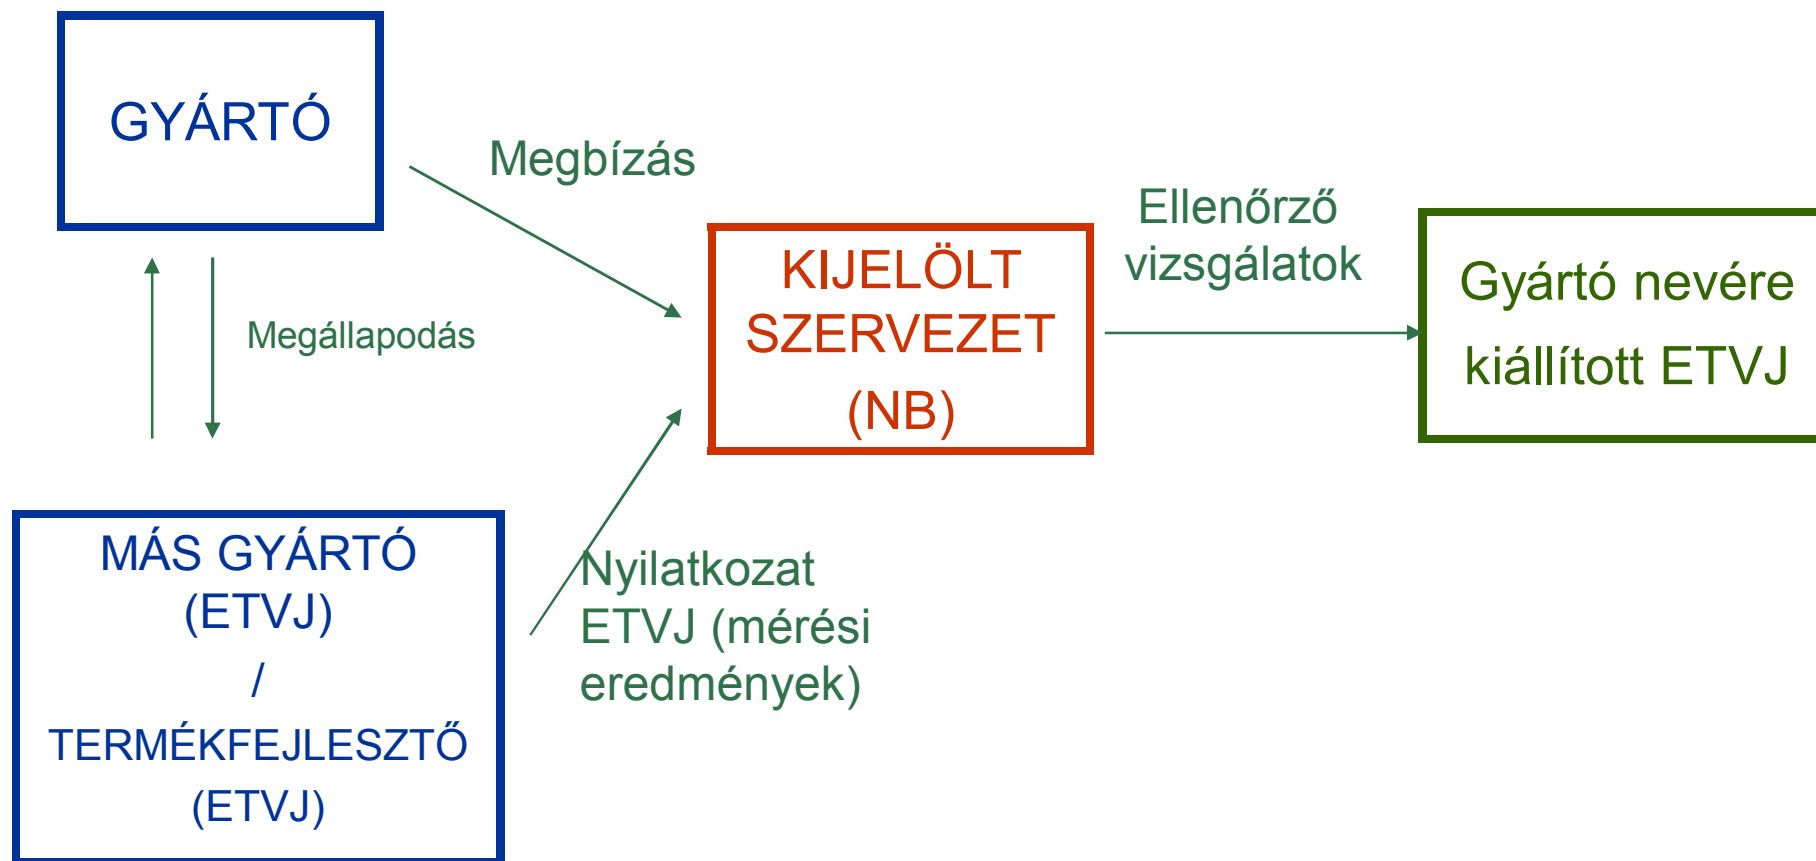 GYÁRTÓ
Megbízás
Megállapodás
MÁS GYÁRTÓ
(ETVJ)
/
TERMÉKFEJLESZTŐ
(ETVJ)
Nyilatkozat
ETVJ (mérési
eredmények)
KIJELÖLT
SZERVEZET
(NB)
Ellenőrző
vizsgálatok
Gyártó nevére
kiállított ETVJ